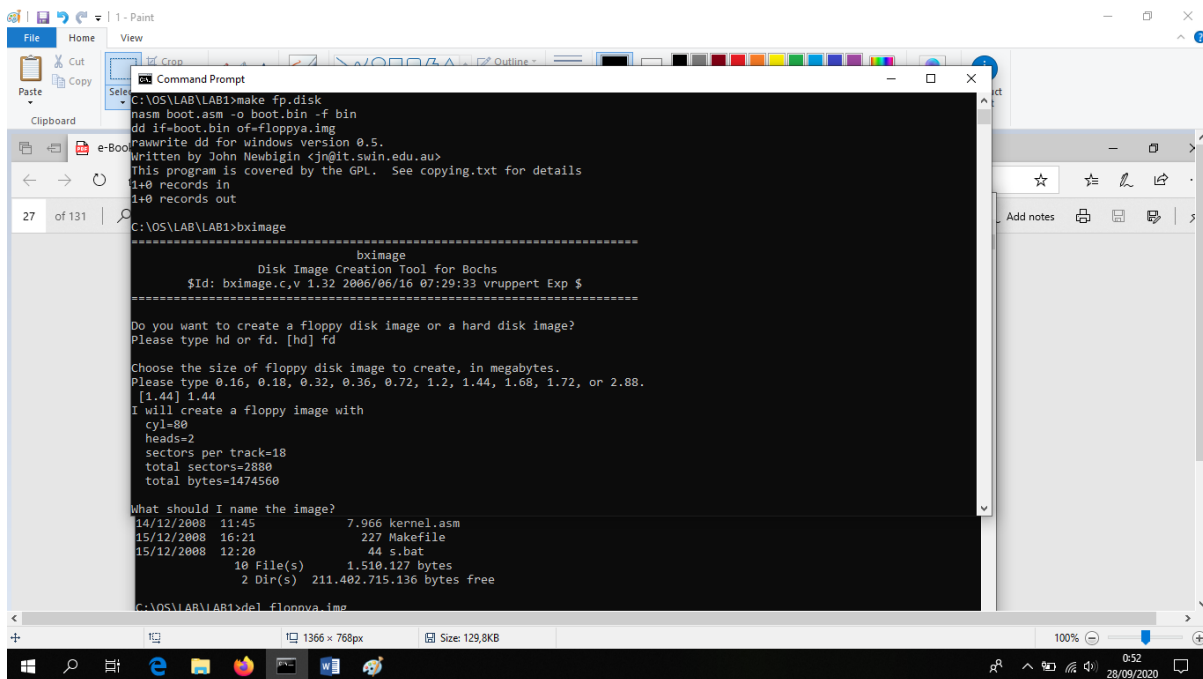 1 - Paint
File Home View
Cut
Copy
Paste
Crop
Outline
Clipboard
Command Prompt
C:\OS\LAB\LAB1>make fp.disk
nasm boot.asm -o boot.bin -f bin
dd if=boot.bin of=floppya.img
rawwrite dd for windows version 0.5.
Written by John Newbigin <jn@it.swin.edu.au>
This program is covered by the GPL.  See copying.txt for details
1+0 records in
1+0 records out
C:\OS\LAB\LAB1>bximage
========================================================================
bximage
Disk Image Creation Tool for Bochs
$Id: bximage.c,v 1.32 2006/06/16 07:29:33 vruppert Exp $
========================================================================
Do you want to create a floppy disk image or a hard disk image?
Please type hd or fd. [hd] fd
Choose the size of floppy disk image to create, in megabytes.
Please type 0.16, 0.18, 0.32, 0.36, 0.72, 1.2, 1.44, 1.68, 1.72, or 2.88.
[1.44] 1.44
I will create a floppy image with
cyl=80
heads=2
sectors per track=18
total sectors=2880
total bytes=1474560
What should I name the image?
14/12/2008  11:45             7.966 kernel.asm
15/12/2008  16:21               227 Makefile
15/12/2008  12:20                44 s.bat
10 File(s)      1.510.127 bytes
2 Dir(s)  211.402.715.136 bytes free
C:\OS\LAB\LAB1>del floppya.img
e-Boo
27 of 131
Add notes
1366 × 768px
Size: 129,8KB
100%
0:52
28/09/2020